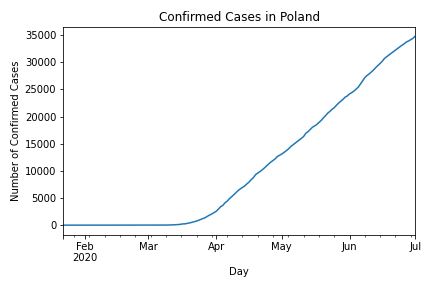 Confirmed Cases in Poland
Number of Confirmed Cases
35000
30000
25000
20000
15000
10000
5000
0
Feb Mar Apr May Jun Jul
2020
Day